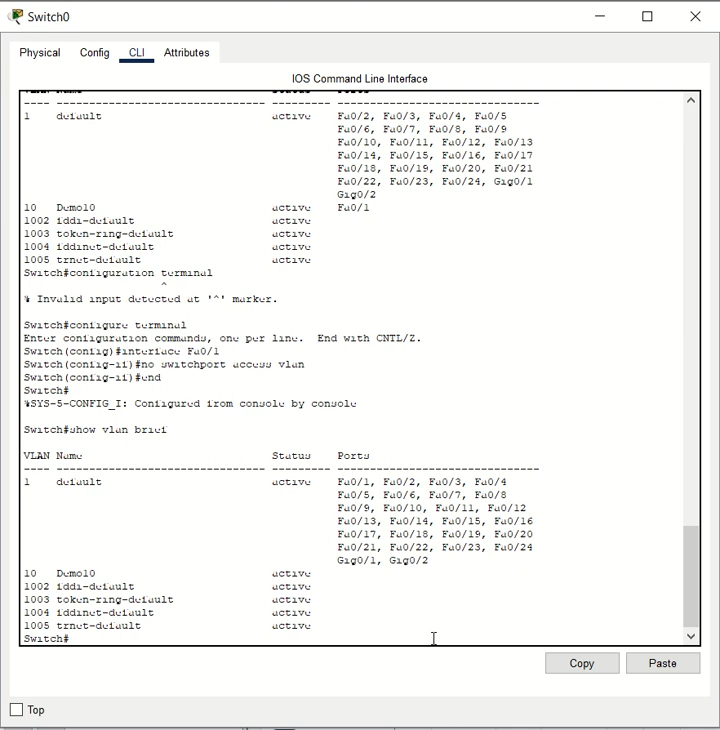 Switch0
Physical Config CLI Attributes
IOS Command Line Interface
VLAN Name Status Ports
---- -------------------------------- --------- -------------------------------
1 default active Fa0/2, Fa0/3, Fa0/4, Fa0/5
Fa0/6, Fa0/7, Fa0/8, Fa0/9
Fa0/10, Fa0/11, Fa0/12, Fa0/13
Fa0/14, Fa0/15, Fa0/16, Fa0/17
Fa0/18, Fa0/19, Fa0/20, Fa0/21
Fa0/22, Fa0/23, Fa0/24, Gig0/1
Gig0/2
10 Demo10 active Fa0/1
1002 fddi-default active
1003 token-ring-default active
1004 fddinet-default active
1005 trnet-default active
Switch#configuration terminal
^
% Invalid input detected at '^' marker.
Switch#configure terminal
Enter configuration commands, one per line. End with CNTL/Z.
Switch(config)#interface Fa0/1
Switch(config-if)#no switchport access vlan
Switch(config-if)#end
Switch#
%SYS-5-CONFIG_I: Configured from console by console
Switch#show vlan brief
VLAN Name Status Ports
---- -------------------------------- --------- -------------------------------
1 default active Fa0/1, Fa0/2, Fa0/3, Fa0/4
Fa0/5, Fa0/6, Fa0/7, Fa0/8
Fa0/9, Fa0/10, Fa0/11, Fa0/12
Fa0/13, Fa0/14, Fa0/15, Fa0/16
Fa0/17, Fa0/18, Fa0/19, Fa0/20
Fa0/21, Fa0/22, Fa0/23, Fa0/24
Gig0/1, Gig0/2
10 Demo10 active
1002 fddi-default active
1003 token-ring-default active
1004 fddinet-default active
1005 trnet-default active
Switch#
Copy Paste
Top